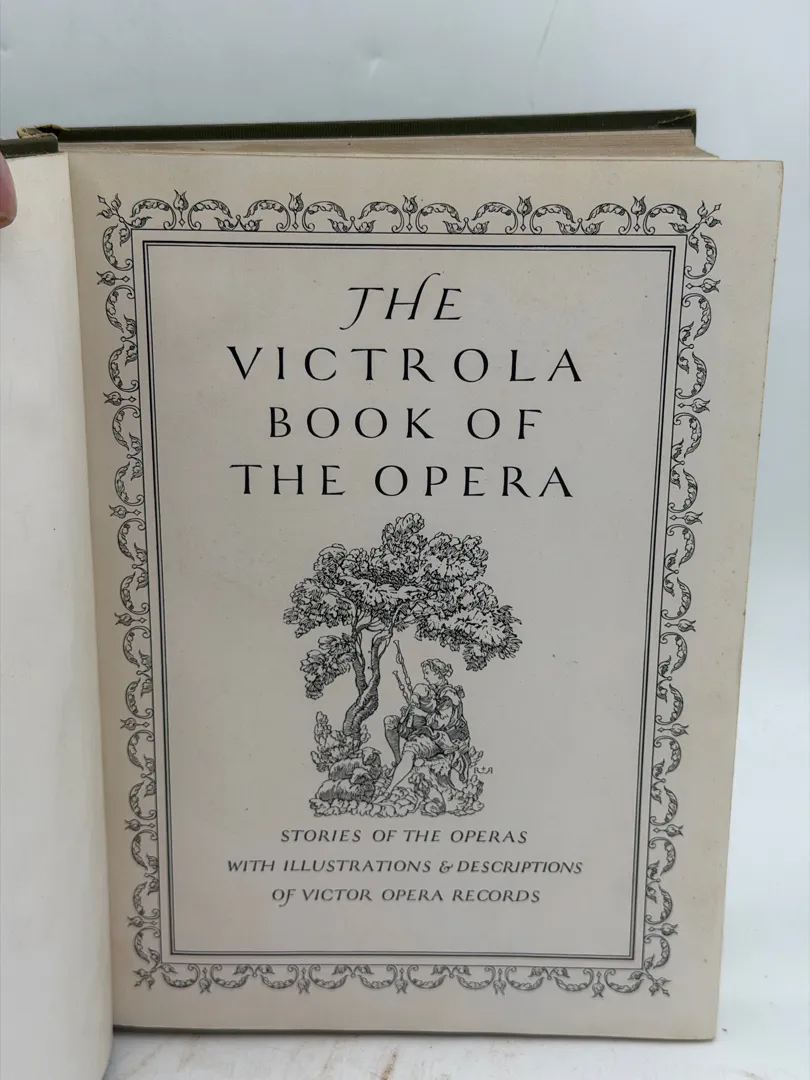 THE
VICTROLA
BOOK OF
THE OPERA
STORIES OF THE OPERAS
WITH ILLUSTRATIONS & DESCRIPTIONS
OF VICTOR OPERA RECORDS